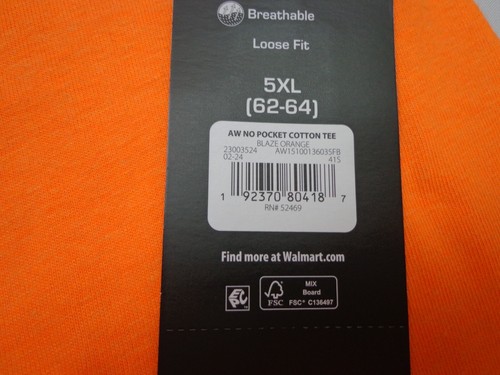 Breathable
Loose Fit
5XL
(62-64)
AW NO POCKET COTTON TEE
BLAZE ORANGE
23003524 AW1S100136035FB
02-24 415
1 92370 80418 7
RN# 52469
Find more at Walmart.com
FSC
MIX
Board
FSC® C136497